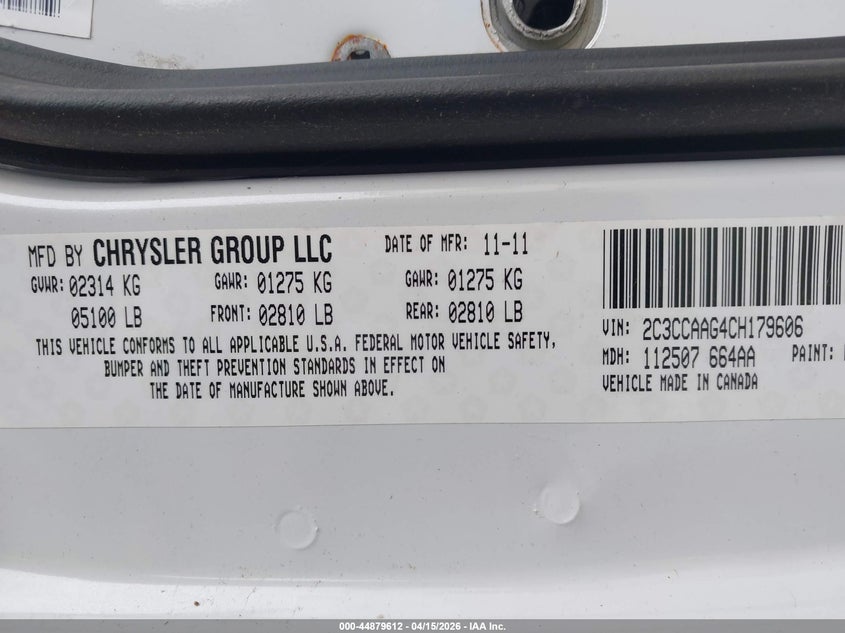 MFD BY CHRYSLER GROUP LLC
DATE OF MFR: 11-11
GVWR: 02314 KG GAWR: 01275 KG GAWR: 01275 KG
05100 LB FRONT: 02810 LB REAR: 02810 LB
THIS VEHICLE CONFORMS TO ALL APPLICABLE U.S.A. FEDERAL MOTOR VEHICLE SAFETY,
BUMPER AND THEFT PREVENTION STANDARDS IN EFFECT ON
THE DATE OF MANUFACTURE SHOWN ABOVE.
VIN: 2C3CCAAG4CH179606
MDH: 112507 664AA PAINT:
VEHICLE MADE IN CANADA
000-44879612 - 04/15/2026 - IAA Inc.